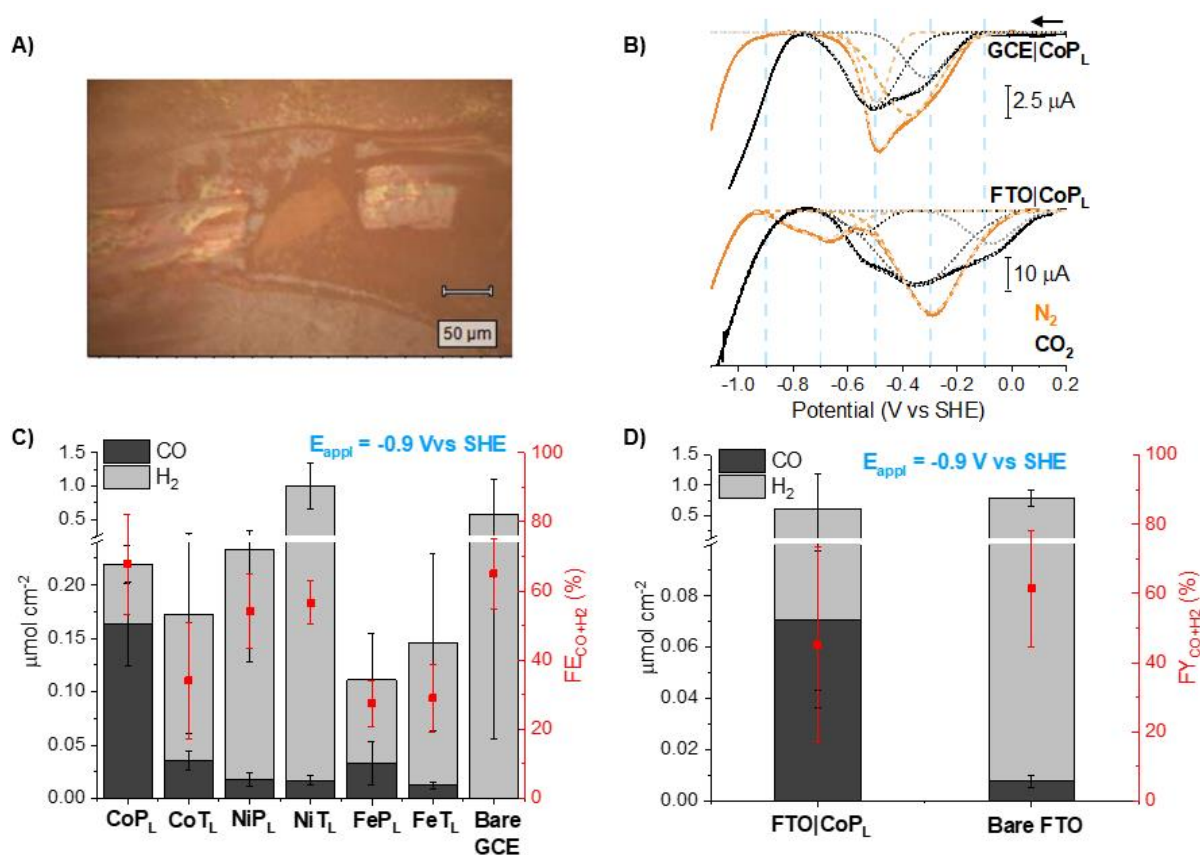 A)
50 µm
B)
GCE|CoPL
2.5 µA
FTO|CoPL
10 µA
N2
CO2
-1.0 -0.8 -0.6 -0.4 -0.2 0.0 0.2
Potential (V vs SHE)
C)
CO
H2
Eappl = -0.9 Vvs SHE
1.5
1.0
0.5
0.20
0.15
0.10
0.05
0.00
µmol cm-2
100
80
60
40
20
0
FECO+H2 (%)
CoPL CoTL NiPL NiTL FePL FeTL Bare
GCE
D)
CO
H2
Eappl = -0.9 V vs SHE
1.5
1.0
0.5
0.08
0.06
0.04
0.02
0.00
µmol cm-2
100
80
60
40
20
0
FYCO+H2 (%)
FTO|CoPL Bare FTO